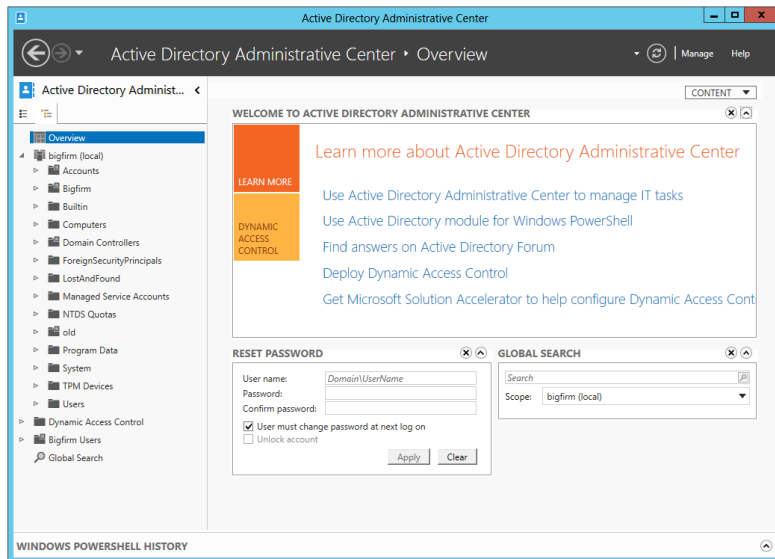 Active Directory Administrative Center
Active Directory Administrative Center • Overview
Manage Help
Active Directory Administ...
CONTENT
WELCOME TO ACTIVE DIRECTORY ADMINISTRATIVE CENTER
Overview
bigfirm (local)
Accounts
Bigfirm
Builtin
Computers
Domain Controllers
ForeignSecurityPrincipals
LostAndFound
Managed Service Accounts
NTDS Quotas
old
Program Data
System
TPM Devices
Users
Dynamic Access Control
Bigfirm Users
Global Search
LEARN MORE
DYNAMIC
ACCESS
CONTROL
Learn more about Active Directory Administrative Center
Use Active Directory Administrative Center to manage IT tasks
Use Active Directory module for Windows PowerShell
Find answers on Active Directory Forum
Deploy Dynamic Access Control
Get Microsoft Solution Accelerator to help configure Dynamic Access Cont
RESET PASSWORD
User name: Domain\UserName
Password:
Confirm password:
User must change password at next log on
Unlock account
Apply Clear
GLOBAL SEARCH
Search
Scope: bigfirm (local)
WINDOWS POWERSHELL HISTORY